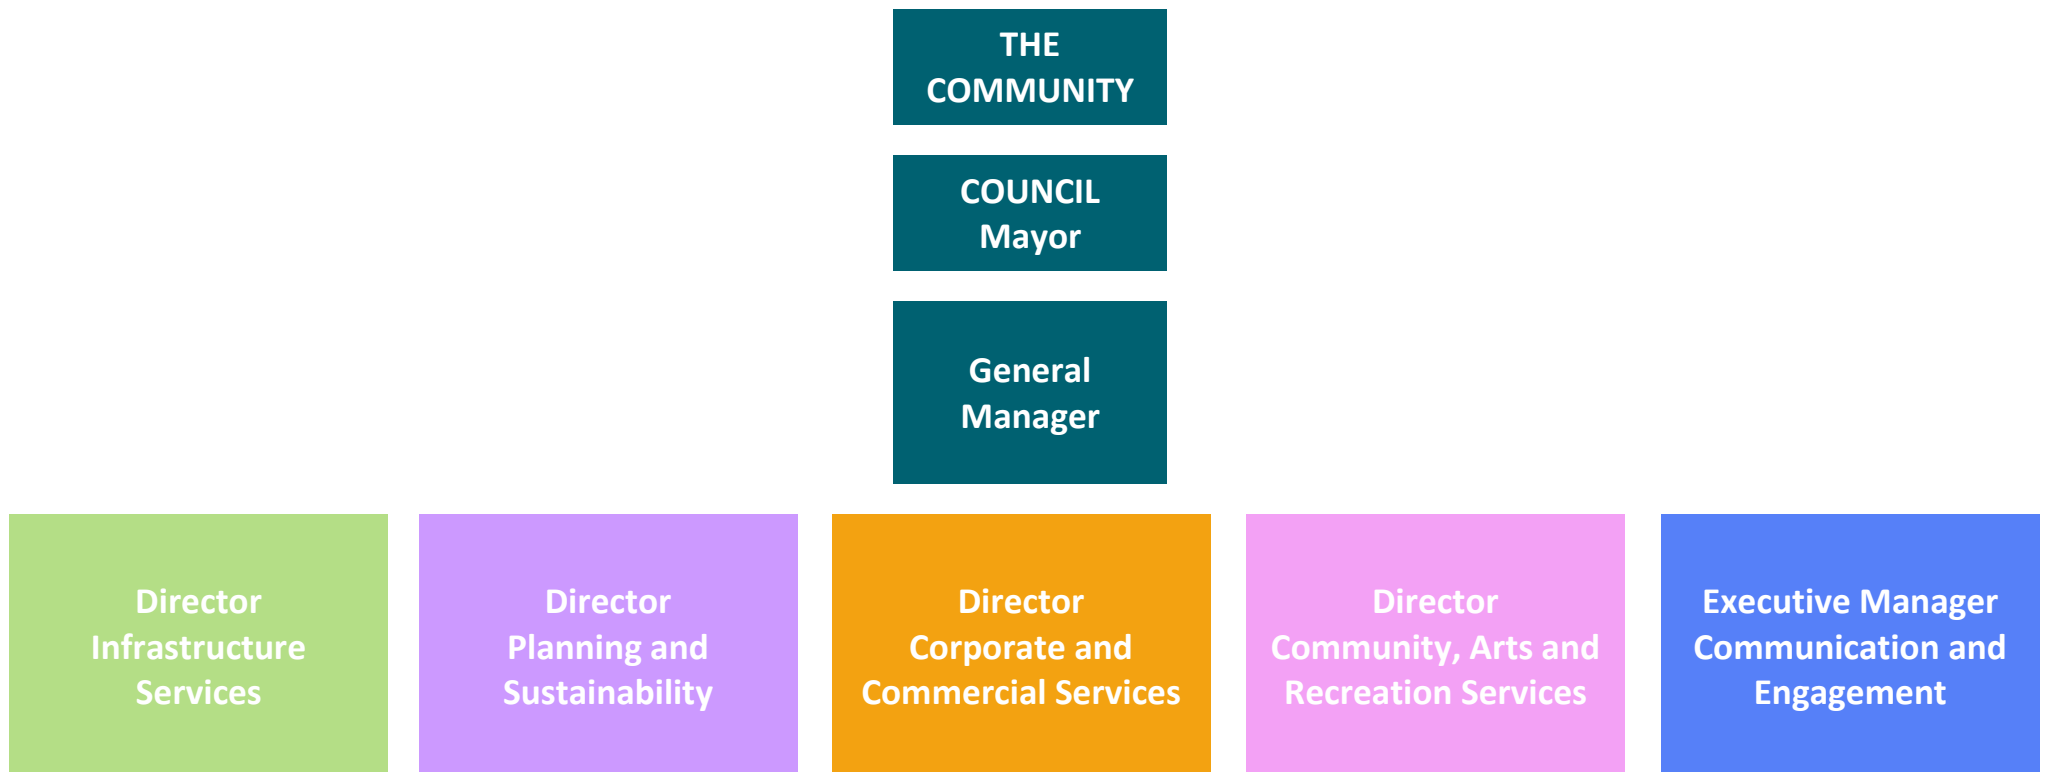 THE
COMMUNITY
COUNCIL
Mayor
General
Manager
Director
Infrastructure
Services
Director
Planning and
Sustainability
Director
Corporate and
Commercial Services
Director
Community, Arts and
Recreation Services
Executive Manager
Communication and
Engagement